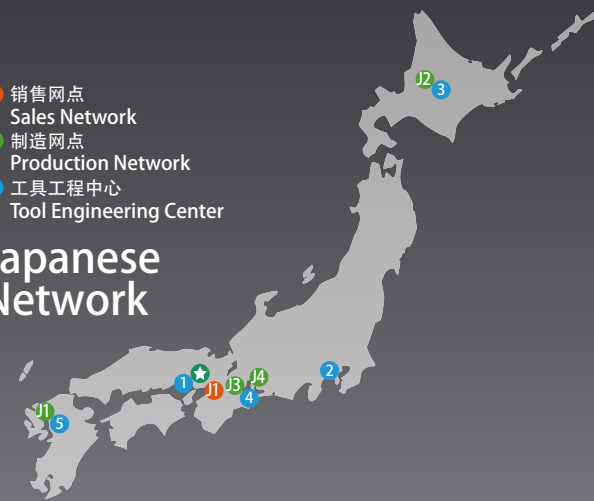 销售网点
Sales Network
制造网点
Production Network
工具工程中心
Tool Engineering Center
apanese
Network
J2
3
2
1
J1
J3
J4
4
J1
5